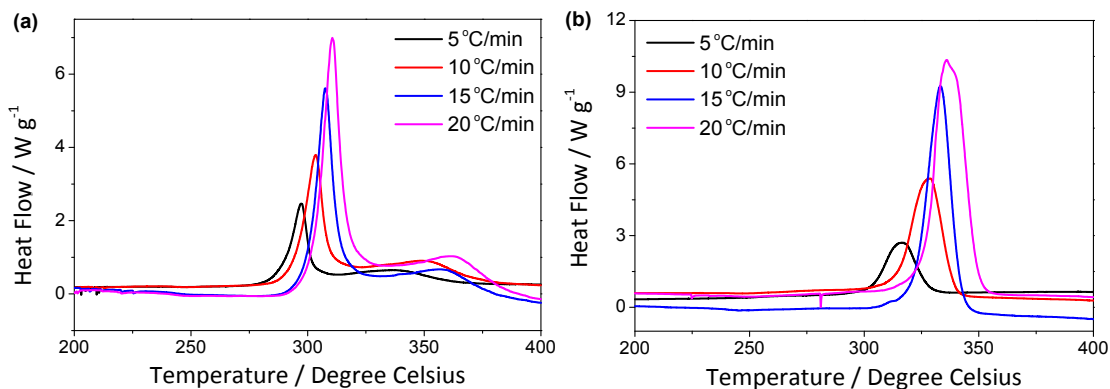 (a)
5 °C/min
10 °C/min
15 °C/min
20 °C/min
Heat Flow / W g⁻¹
6
4
2
0
200
250
300
350
400
Temperature / Degree Celsius
(b)
5 °C/min
10 °C/min
15 °C/min
20 °C/min
Heat Flow / W g⁻¹
12
9
6
3
0
200
250
300
350
400
Temperature / Degree Celsius